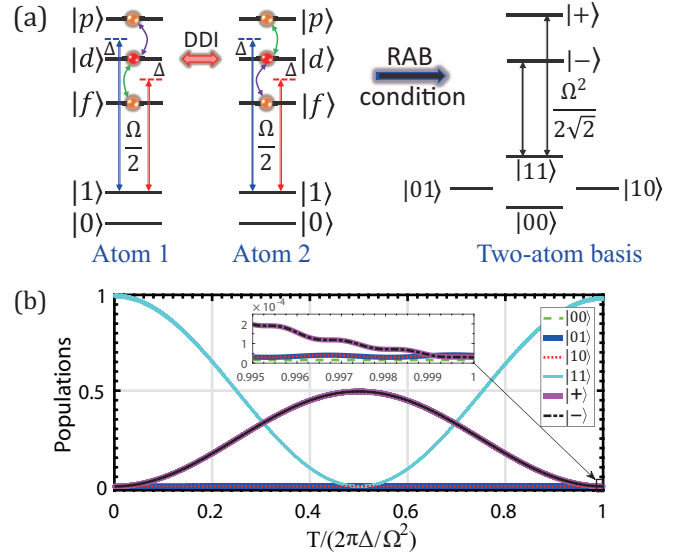 (a)
|p⟩ |p⟩ |+⟩
Δ DDI Δ RAB
|d⟩ |d⟩ |−⟩
Δ Δ condition
|f⟩ |f⟩ Ω²/2√2
Ω/2 Ω/2
|1⟩ |1⟩ |01⟩ |11⟩ |10⟩
|0⟩ |0⟩ |00⟩
Atom 1 Atom 2 Two-atom basis
(b)
1
0.5
0
Populations
×10⁻⁴
2
1
0
0.995 0.996 0.997 0.998 0.999 1
|00⟩
|01⟩
|10⟩
|11⟩
|+⟩
|−⟩
0 0.2 0.4 0.6 0.8 1
T/(2πΔ/Ω²)